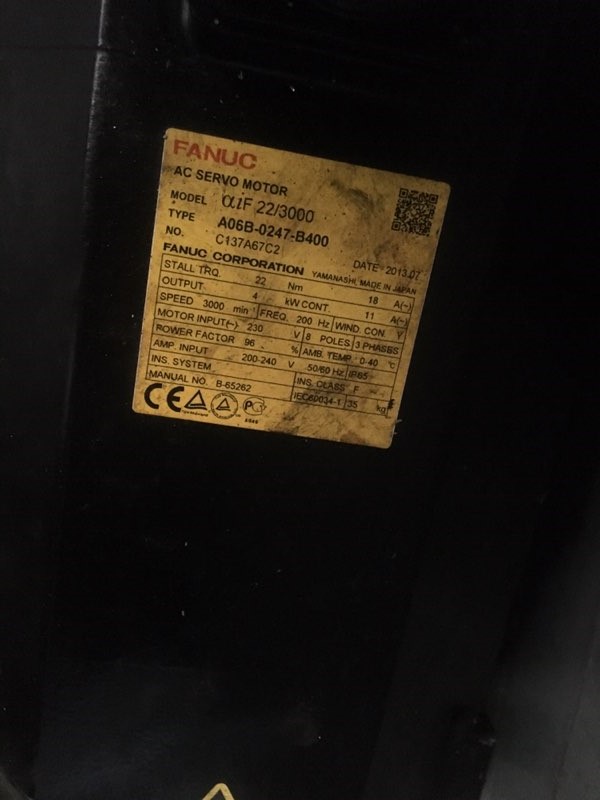 FANUC
AC SERVO MOTOR
MODEL αiF 22/3000
TYPE A06B-0247-B400
NO. C137A67C2 DATE 2013.07
FANUC CORPORATION YAMANASHI, MADE IN JAPAN
STALL TRQ. 22 Nm 18 A(~)
OUTPUT 4 kW CONT. 11 A(~)
SPEED 3000 min FREQ. 200 Hz WIND. CON. Y
MOTOR INPUT(~) 230 V 8 POLES 3 PHASES
POWER FACTOR 96 % AMB. TEMP. 0-40 ℃
AMP. INPUT 200-240 V 50/60 Hz IP65
INS. SYSTEM INS. CLASS F
MANUAL NO. B-65262 IEC60034-1 35 kg
CE